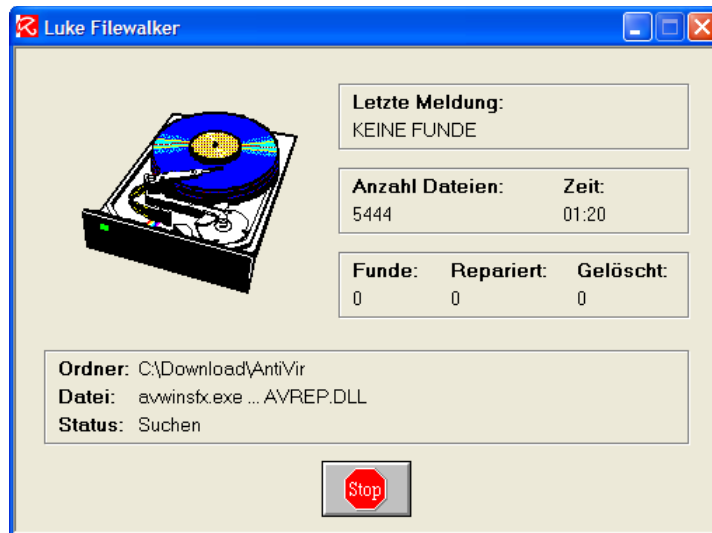 Luke Filewalker
Letzte Meldung:
KEINE FUNDE
Anzahl Dateien: Zeit:
5444 01:20
Funde: Repariert: Gelöscht:
0 0 0
Ordner: C:\Download\AntiVir
Datei: avwinsfx.exe ... AVREP.DLL
Status: Suchen
Stop